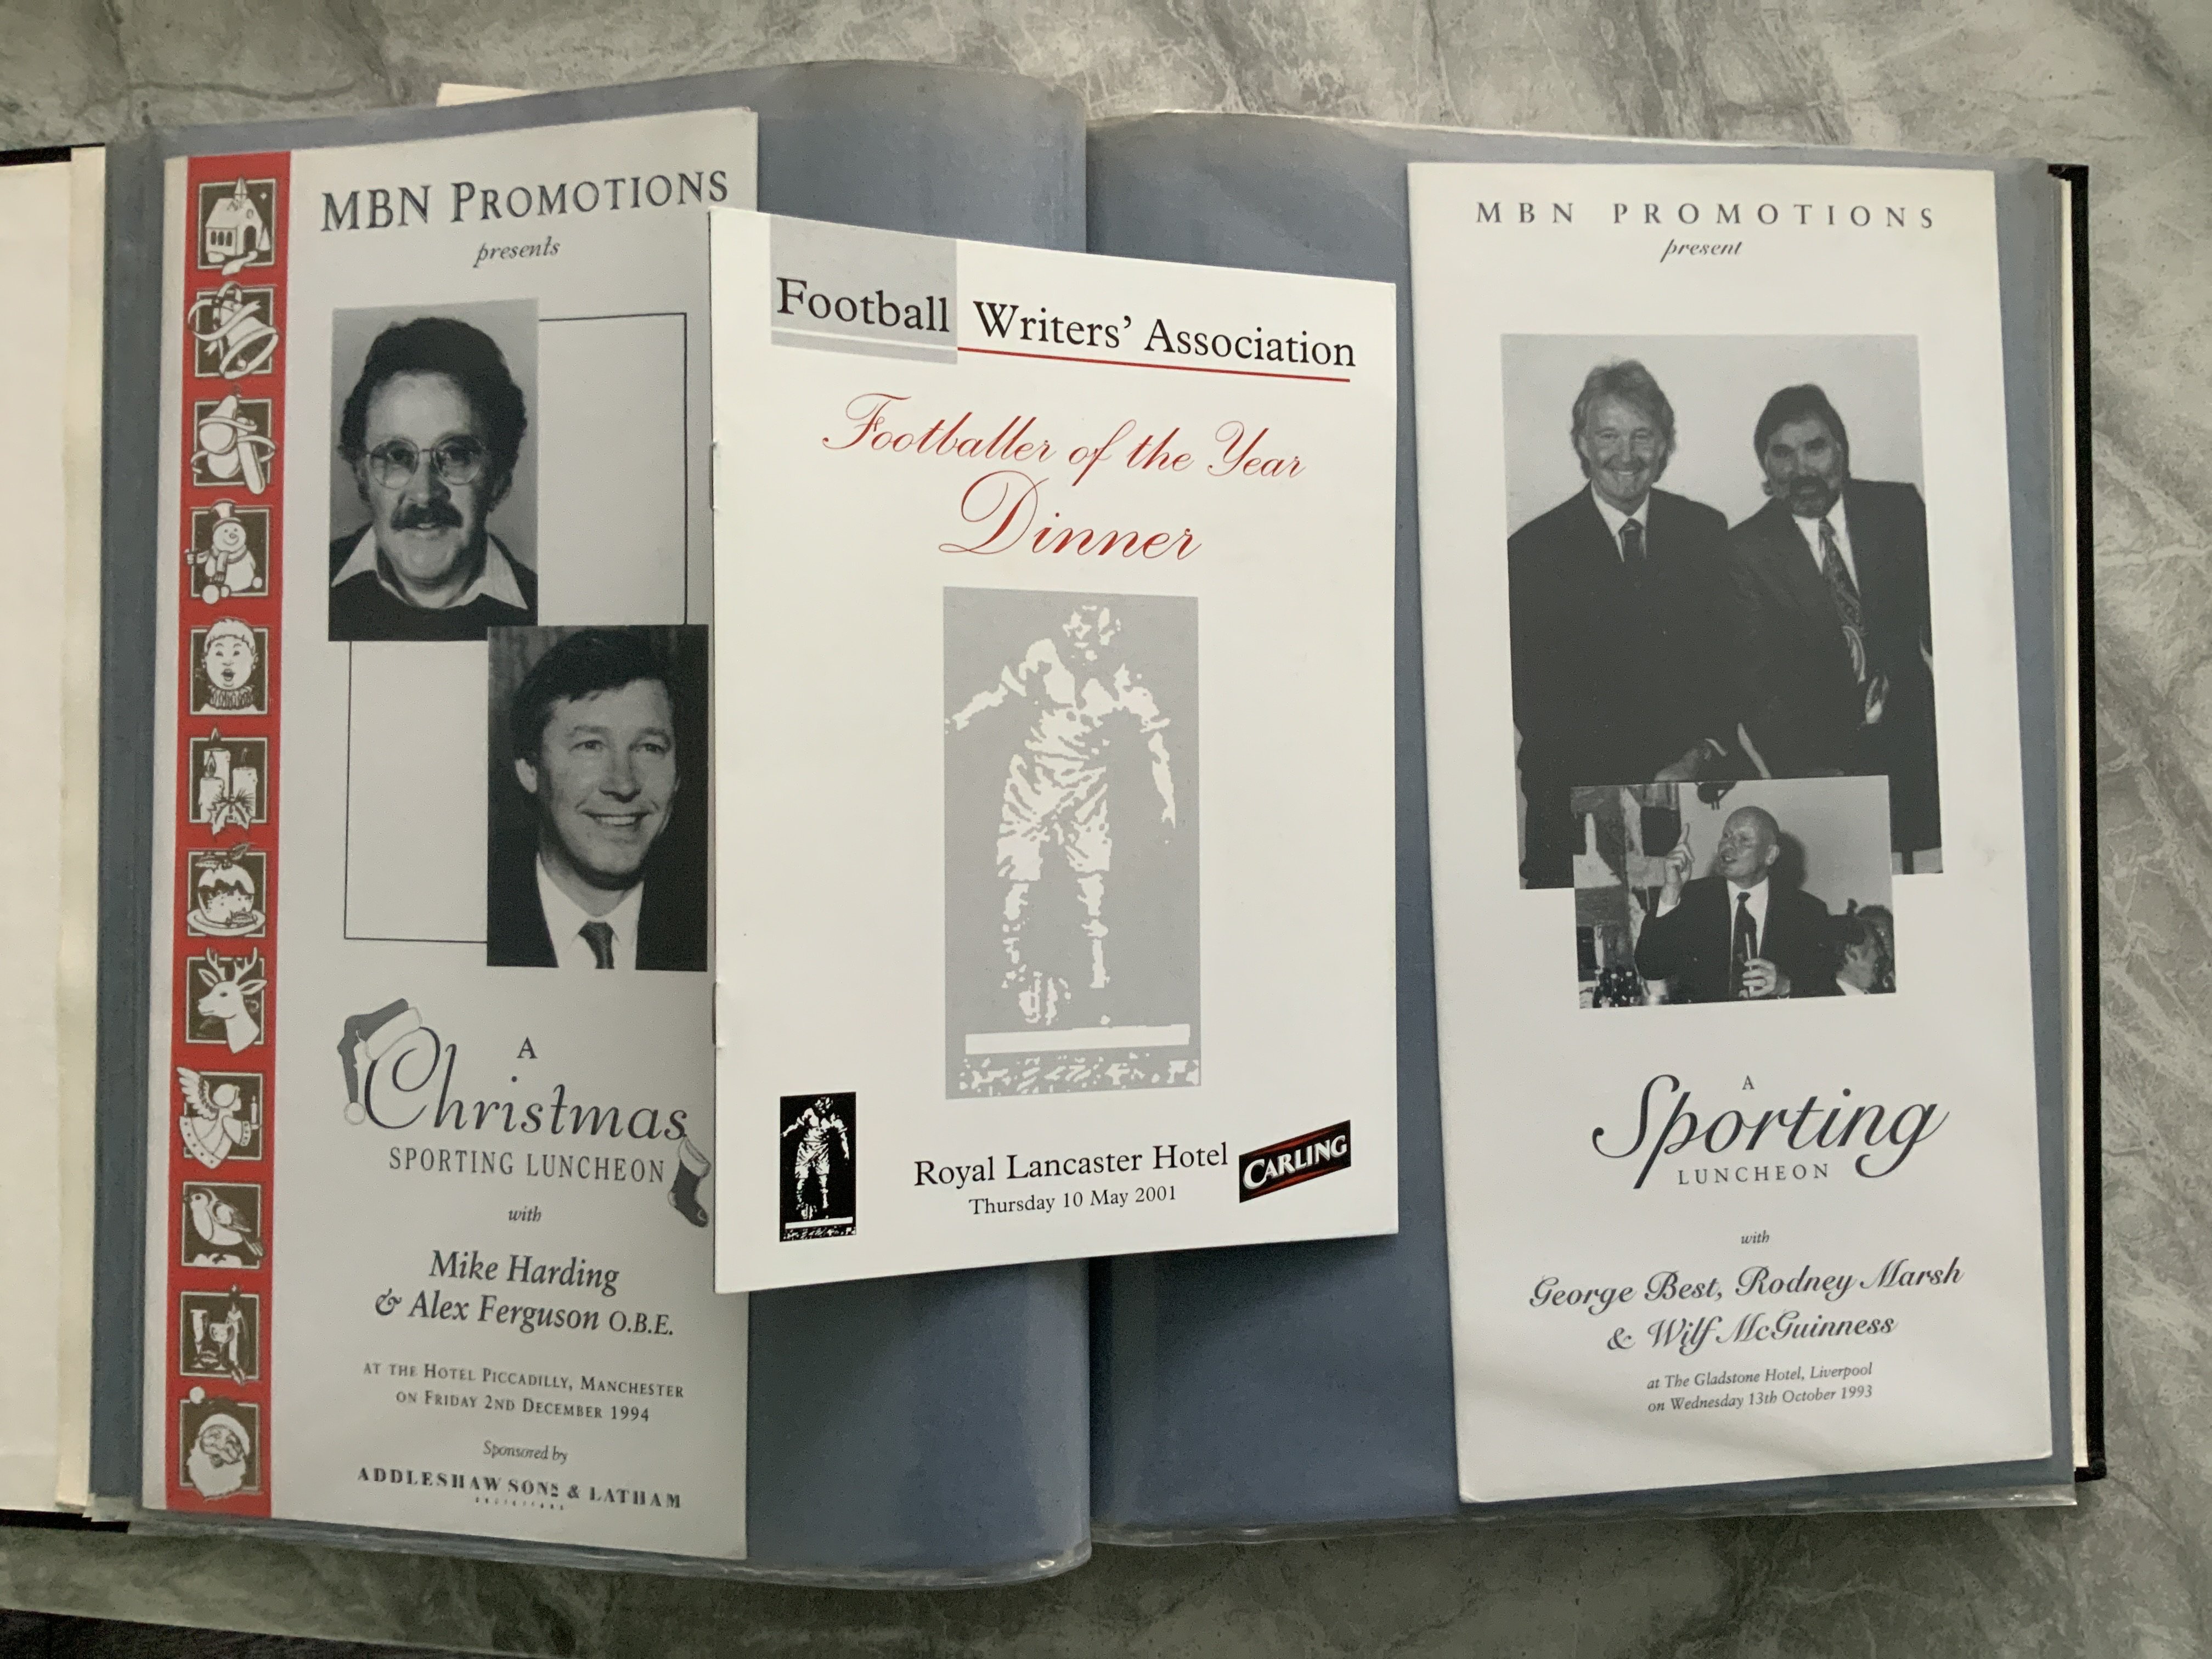 MBN PROMOTIONS
presents
A
Christmas
SPORTING LUNCHEON
with
Mike Harding
& Alex Ferguson O.B.E.
AT THE HOTEL PICCADILLY, MANCHESTER
ON FRIDAY 2ND DECEMBER 1994
Sponsored by
ADDLESHAW SONS & LATHAM
Football Writers' Association
Footballer of the Year
Dinner
Royal Lancaster Hotel
Thursday 10 May 2001
CARLING
MBN PROMOTIONS
present
A
Sporting
LUNCHEON
with
George Best, Rodney Marsh
& Wilf McGuinness
at The Gladstone Hotel, Liverpool
on Wednesday 13th October 1993